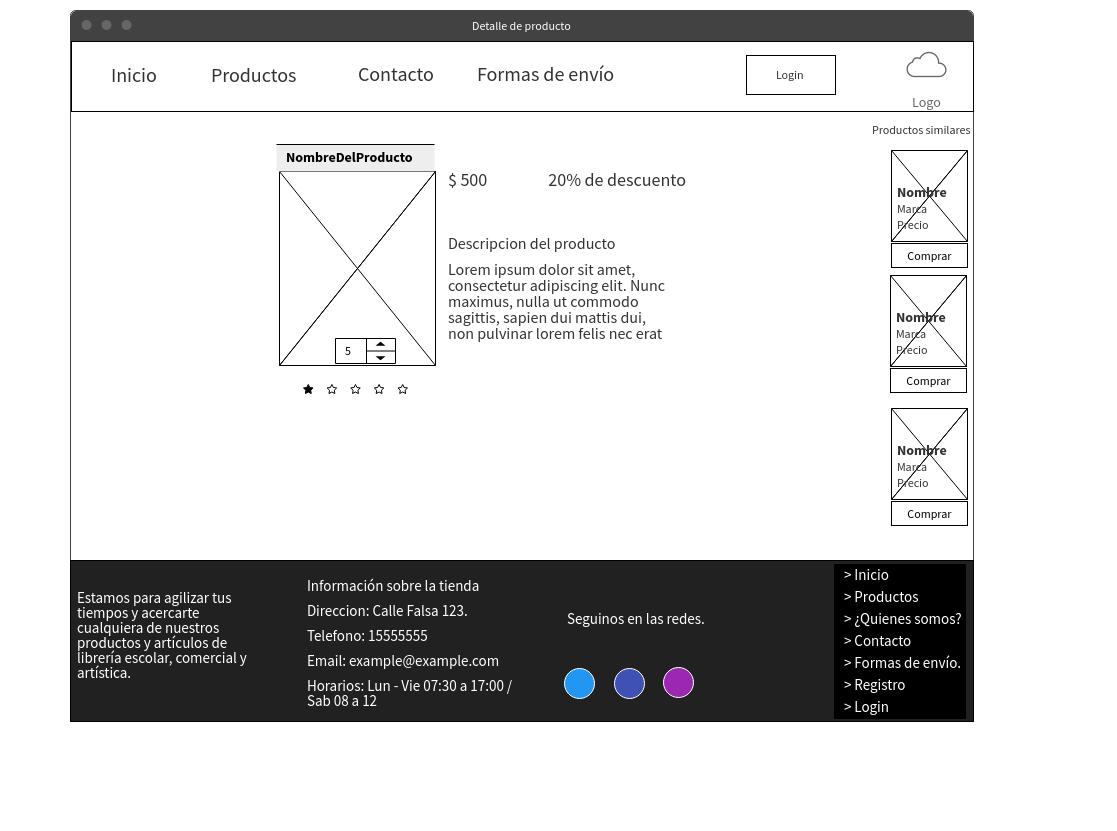 Detalle de producto
Inicio
Productos
Contacto
Formas de envío
Login
Logo
Productos similares
NombreDelProducto
$ 500
20% de descuento
Descripcion del producto
Lorem ipsum dolor sit amet,
consectetur adipiscing elit. Nunc
maximus, nulla ut commodo
sagittis, sapien dui mattis dui,
non pulvinar lorem felis nec erat
5
Nombre
Marca
Precio
Comprar
Nombre
Marca
Precio
Comprar
Nombre
Marca
Precio
Comprar
Estamos para agilizar tus
tiempos y acercarte
cualquiera de nuestros
productos y artículos de
librería escolar, comercial y
artística.
Información sobre la tienda
Direccion: Calle Falsa 123.
Telefono: 15555555
Email: example@example.com
Horarios: Lun - Vie 07:30 a 17:00 /
Sab 08 a 12
Seguinos en las redes.
> Inicio
> Productos
> ¿Quienes somos?
> Contacto
> Formas de envío.
> Registro
> Login